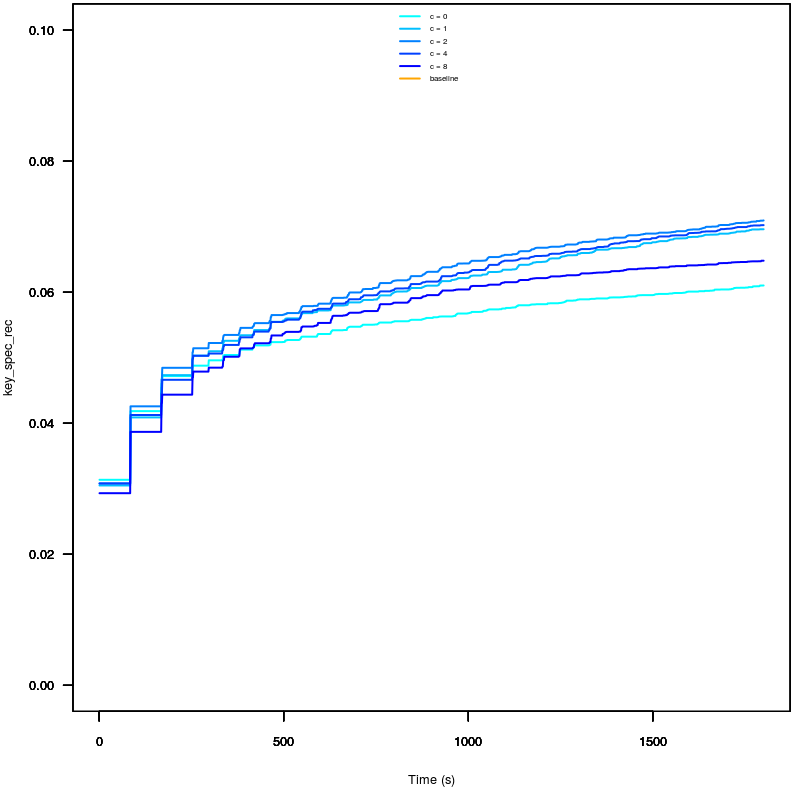 c = 0
c = 1
c = 2
c = 4
c = 8
baseline
0.10
0.08
0.06
0.04
0.02
0.00
key_spec_rec
0 500 1000 1500
Time (s)